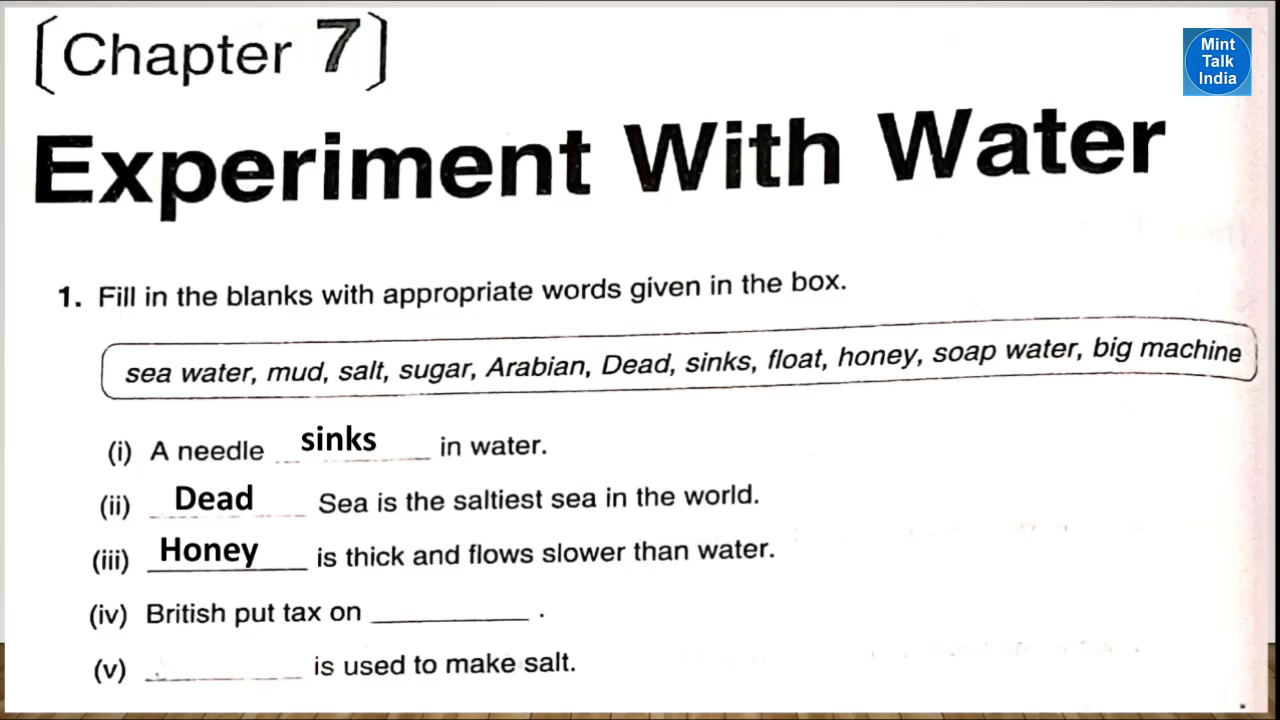 [Chapter 7]
Mint
Talk
India
Experiment With Water
1. Fill in the blanks with appropriate words given in the box.
sea water, mud, salt, sugar, Arabian, Dead, sinks, float, honey, soap water, big machine
(i) A needle sinks in water.
(ii) Dead Sea is the saltiest sea in the world.
(iii) Honey is thick and flows slower than water.
(iv) British put tax on __________ .
(v) __________ is used to make salt.